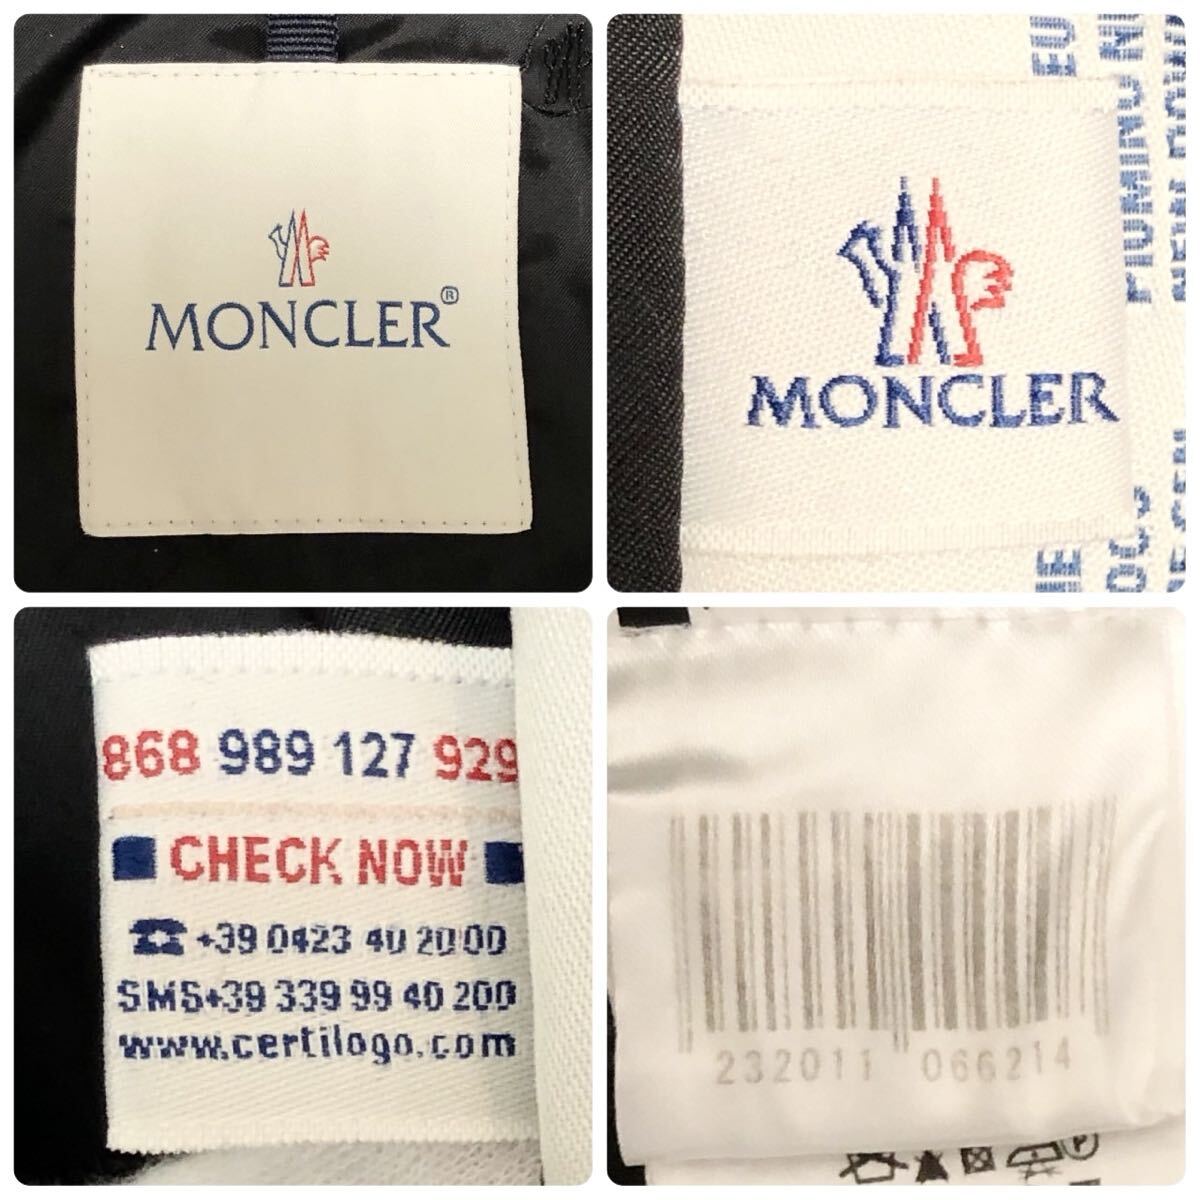 MONCLER®
MONCLER
868 989 127 929
CHECK NOW
☎ +39 0423 40 20 00
SMS+39 339 99 40 200
www.certilogo.com
232011 066214